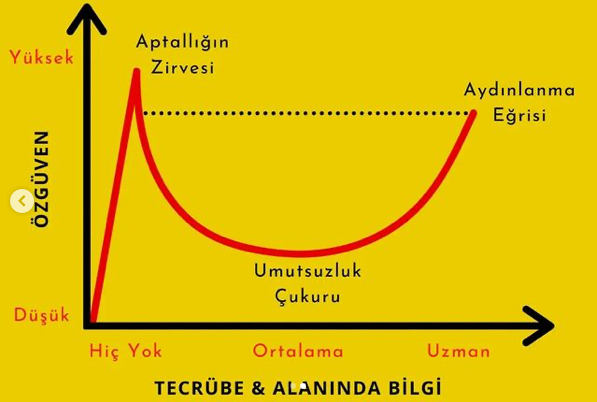 Aptallığın
Zirvesi
Yüksek
Aydınlanma
Eğrisi
ÖZGÜVEN
Umutsuzluk
Çukuru
Düşük
Hiç Yok
Ortalama
Uzman
TECRÜBE & ALANINDA BİLGİ